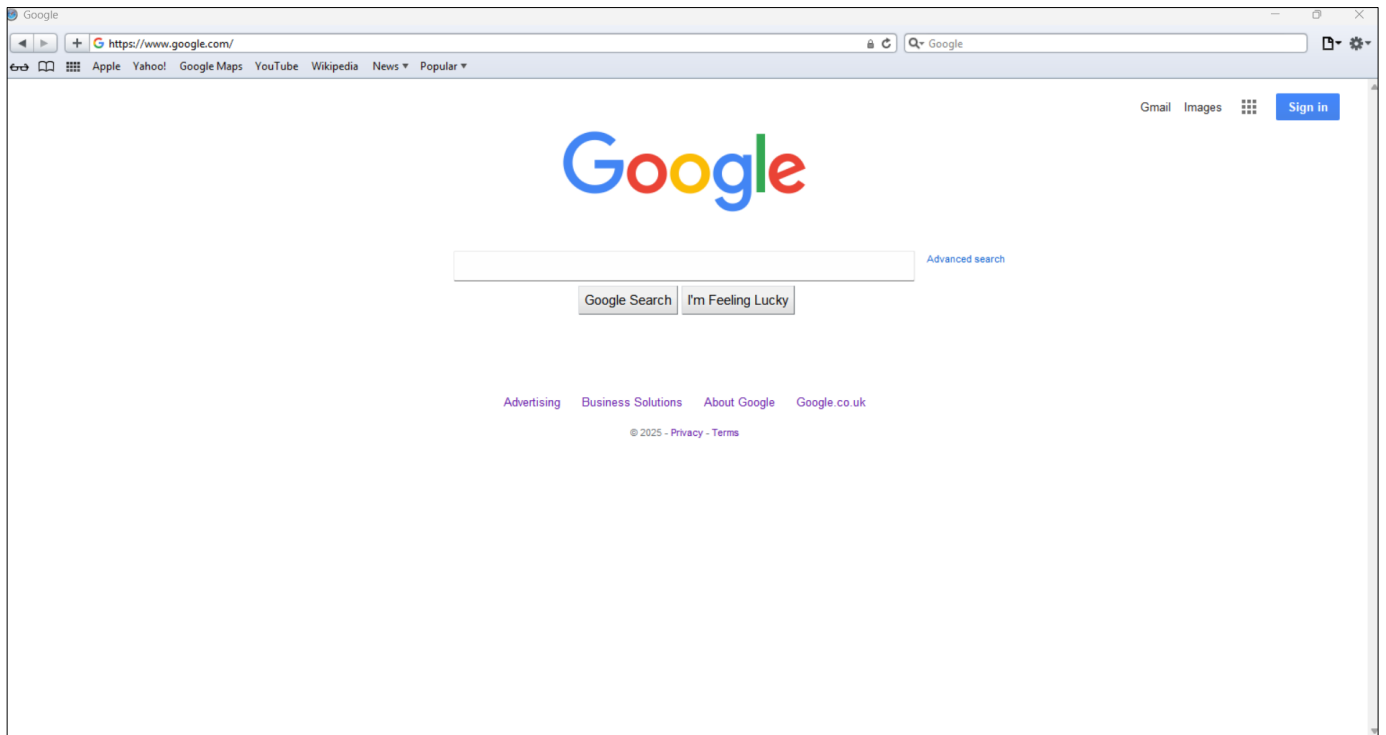 Google
https://www.google.com/ Google
Apple Yahoo! Google Maps YouTube Wikipedia News Popular
Gmail Images Sign in
Google
Advanced search
Google Search I'm Feeling Lucky
Advertising Business Solutions About Google Google.co.uk
© 2025 - Privacy - Terms